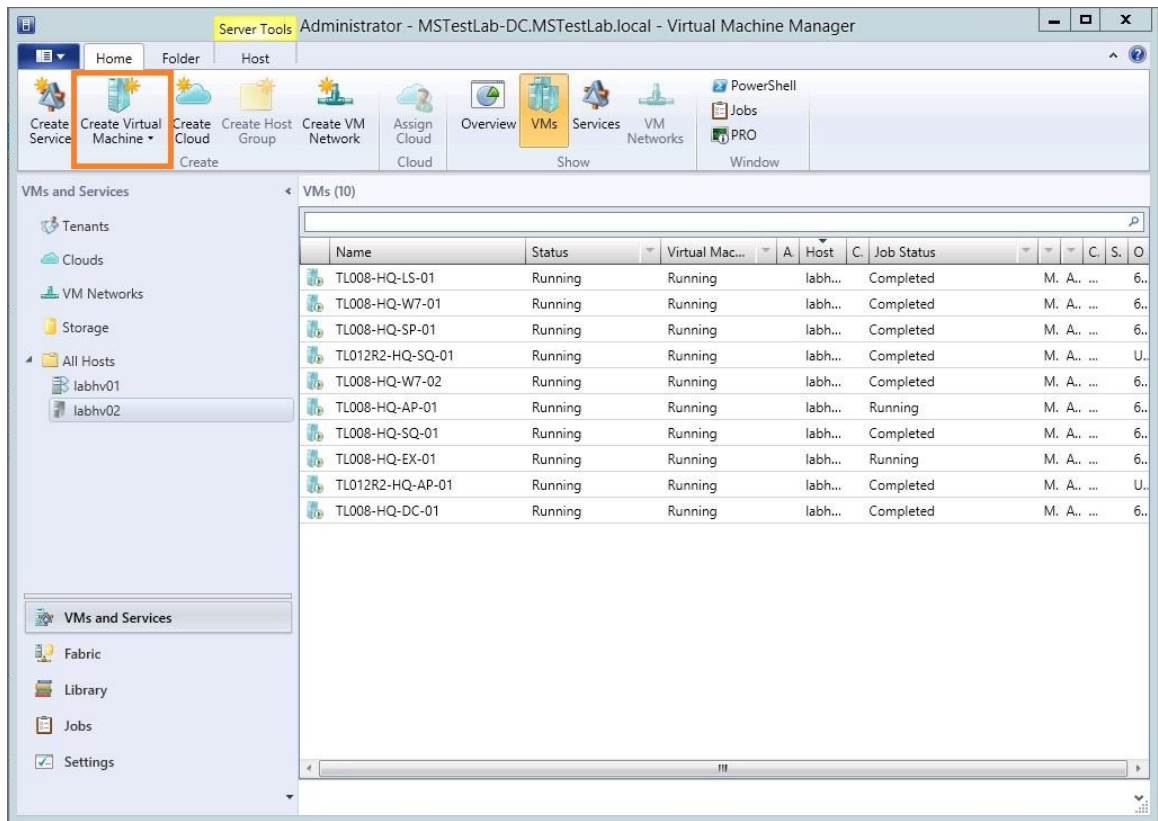 Server Tools Administrator - MSTestLab-DC.MSTestLab.local - Virtual Machine Manager
Home Folder Host
Create Service
Create Virtual Machine
Create Cloud
Create Host Group
Create VM Network
Assign Cloud
Overview
VMs
Services
VM Networks
PowerShell
Jobs
PRO
Create Cloud Show Window
VMs and Services
Tenants
Clouds
VM Networks
Storage
All Hosts
labhv01
labhv02
VMs and Services
Fabric
Library
Jobs
Settings
VMs (10)
Name Status Virtual Mac... A. Host C. Job Status C. S. O
TL008-HQ-LS-01 Running Running labh... Completed M. A.. ... 6..
TL008-HQ-W7-01 Running Running labh... Completed M. A.. ... 6..
TL008-HQ-SP-01 Running Running labh... Completed M. A.. ... 6..
TL012R2-HQ-SQ-01 Running Running labh... Completed M. A.. ... U..
TL008-HQ-W7-02 Running Running labh... Completed M. A.. ... 6..
TL008-HQ-AP-01 Running Running labh... Running M. A.. ... 6..
TL008-HQ-SQ-01 Running Running labh... Completed M. A.. ... 6..
TL008-HQ-EX-01 Running Running labh... Running M. A.. ... 6..
TL012R2-HQ-AP-01 Running Running labh... Completed M. A.. ... U..
TL008-HQ-DC-01 Running Running labh... Completed M. A.. ... 6..